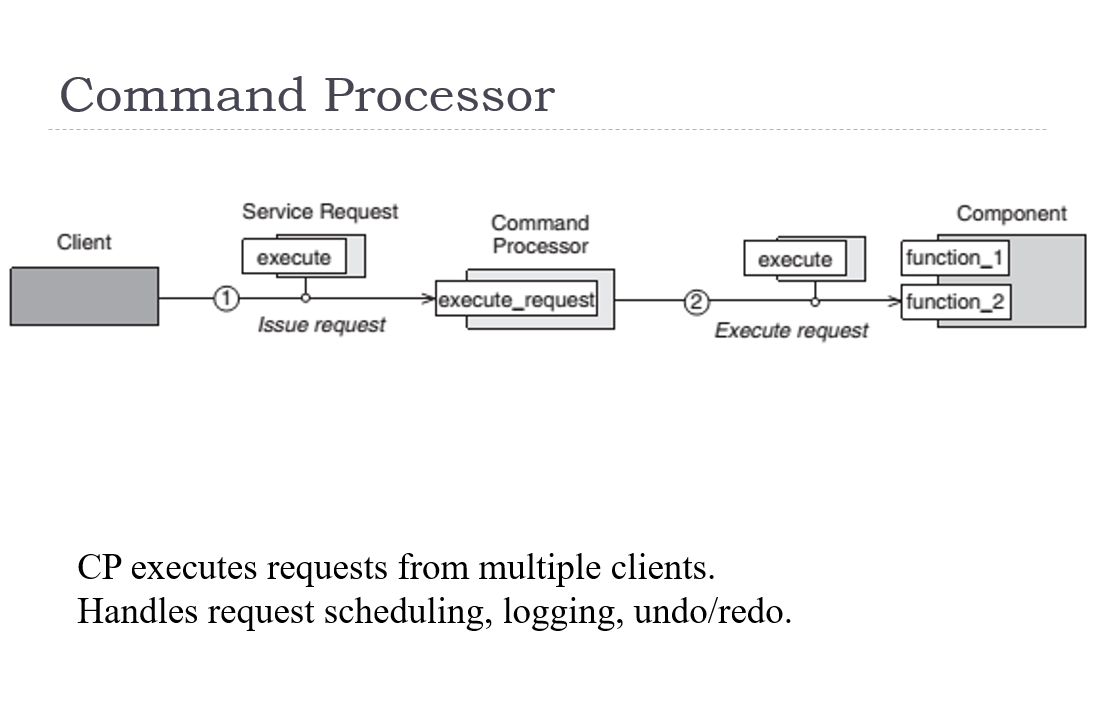 Command Processor
Client
Service Request
execute
1
Issue request
Command
Processor
execute_request
2
execute
Execute request
Component
function_1
function_2
CP executes requests from multiple clients.
Handles request scheduling, logging, undo/redo.